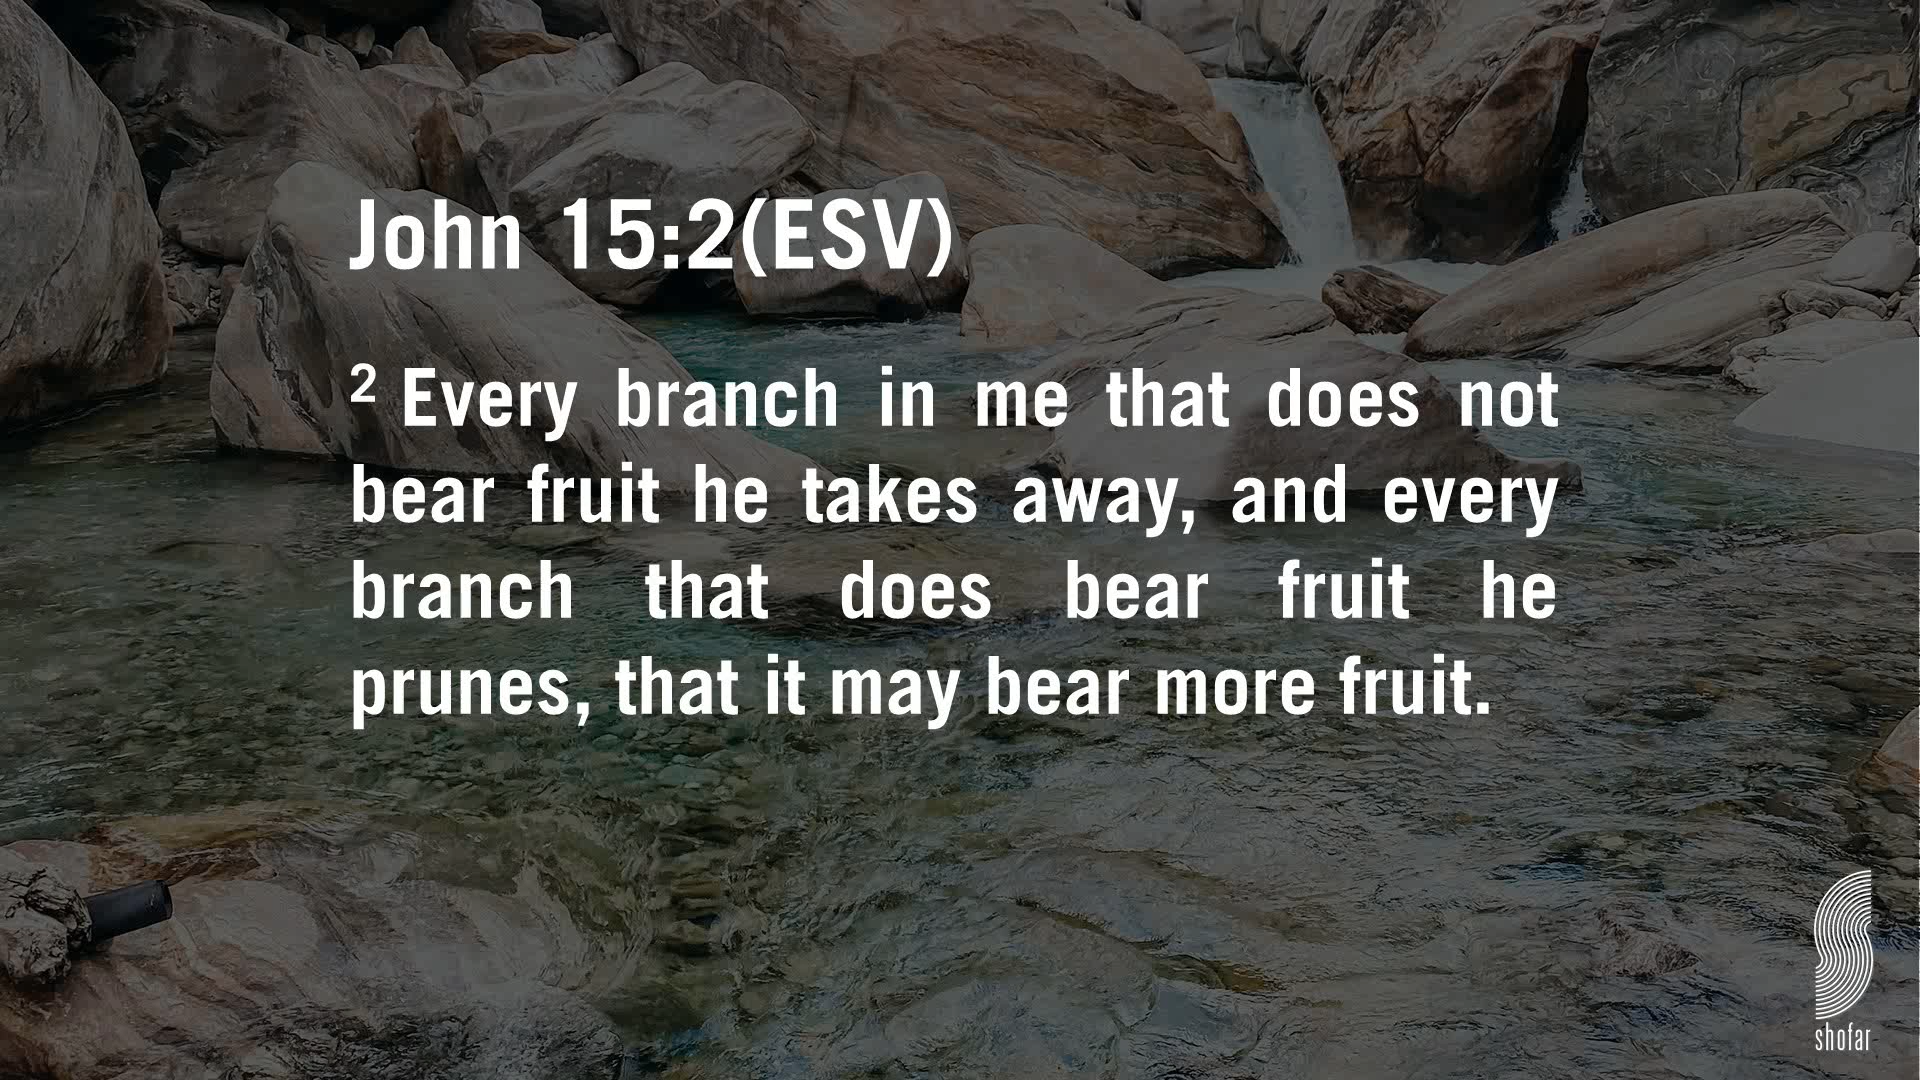 John 15:2(ESV)
2 Every branch in me that does not
bear fruit he takes away, and every
branch that does bear fruit he
prunes, that it may bear more fruit.
shofar